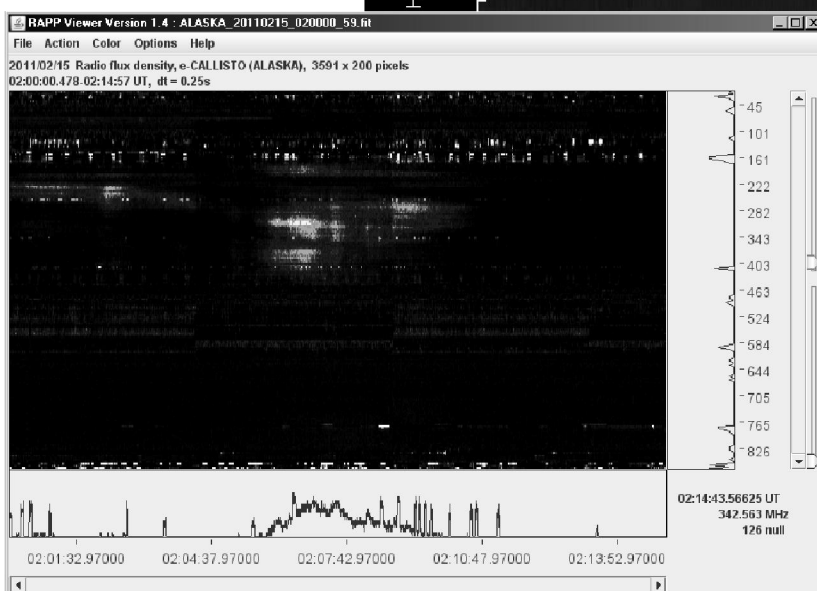 RAPP Viewer Version 1.4 : ALASKA_20110215_020000_59.fit
File Action Color Options Help
2011/02/15 Radio flux density, e-CALLISTO (ALASKA), 3591 x 200 pixels
02:00:00.478-02:14:57 UT, dt = 0.25s
45
101
161
222
282
343
403
463
524
584
644
705
765
826
02:14:43.56625 UT
342.563 MHz
126 null
02:01:32.97000 02:04:37.97000 02:07:42.97000 02:10:47.97000 02:13:52.97000